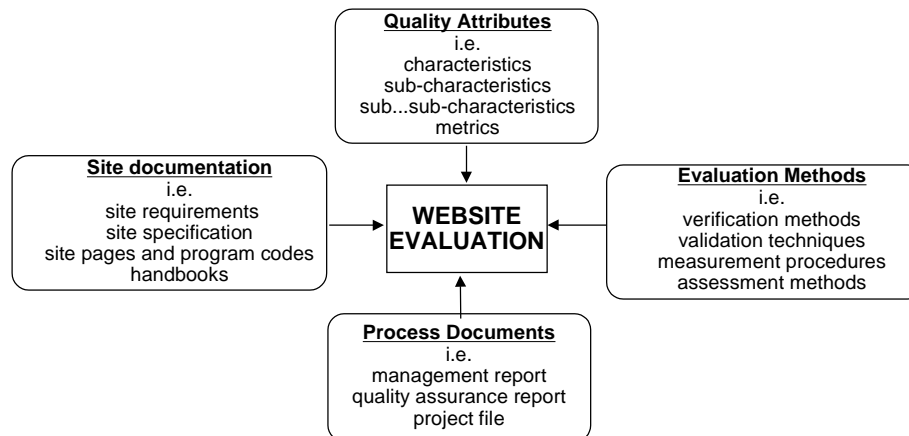 Quality Attributes
i.e.
characteristics
sub-characteristics
sub...sub-characteristics
metrics
Site documentation
i.e.
site requirements
site specification
site pages and program codes
handbooks
WEBSITE
EVALUATION
Evaluation Methods
i.e.
verification methods
validation techniques
measurement procedures
assessment methods
Process Documents
i.e.
management report
quality assurance report
project file